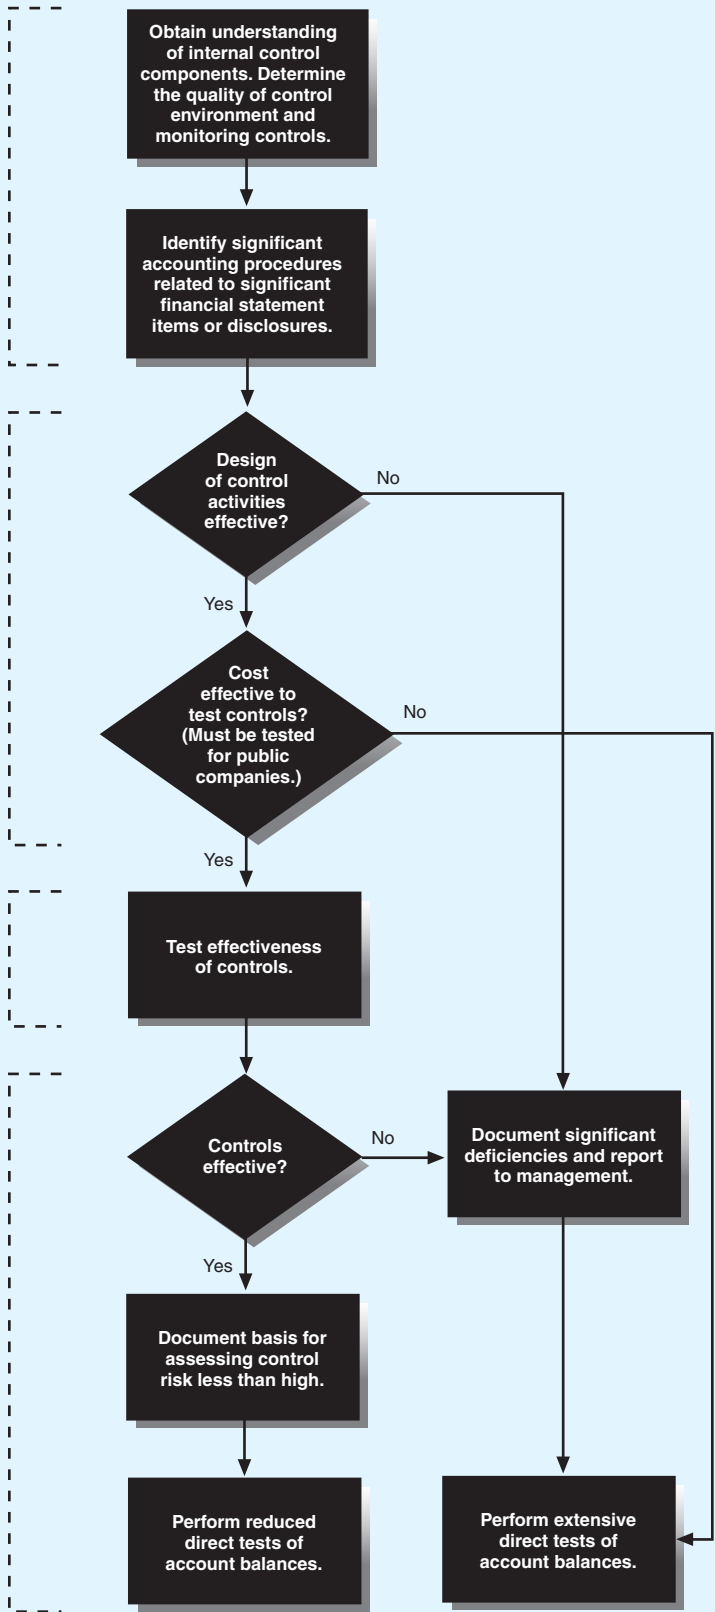 Obtain understanding
of internal control
components. Determine
the quality of control
environment and
monitoring controls.
Identify significant
accounting procedures
related to significant
financial statement
items or disclosures.
Design
of control
activities
effective?
No
Yes
Cost
effective to
test controls?
(Must be tested
for public
companies.)
No
Yes
Test effectiveness
of controls.
Controls
effective?
No
Document significant
deficiencies and report
to management.
Yes
Document basis for
assessing control
risk less than high.
Perform reduced
direct tests of
account balances.
Perform extensive
direct tests of
account balances.